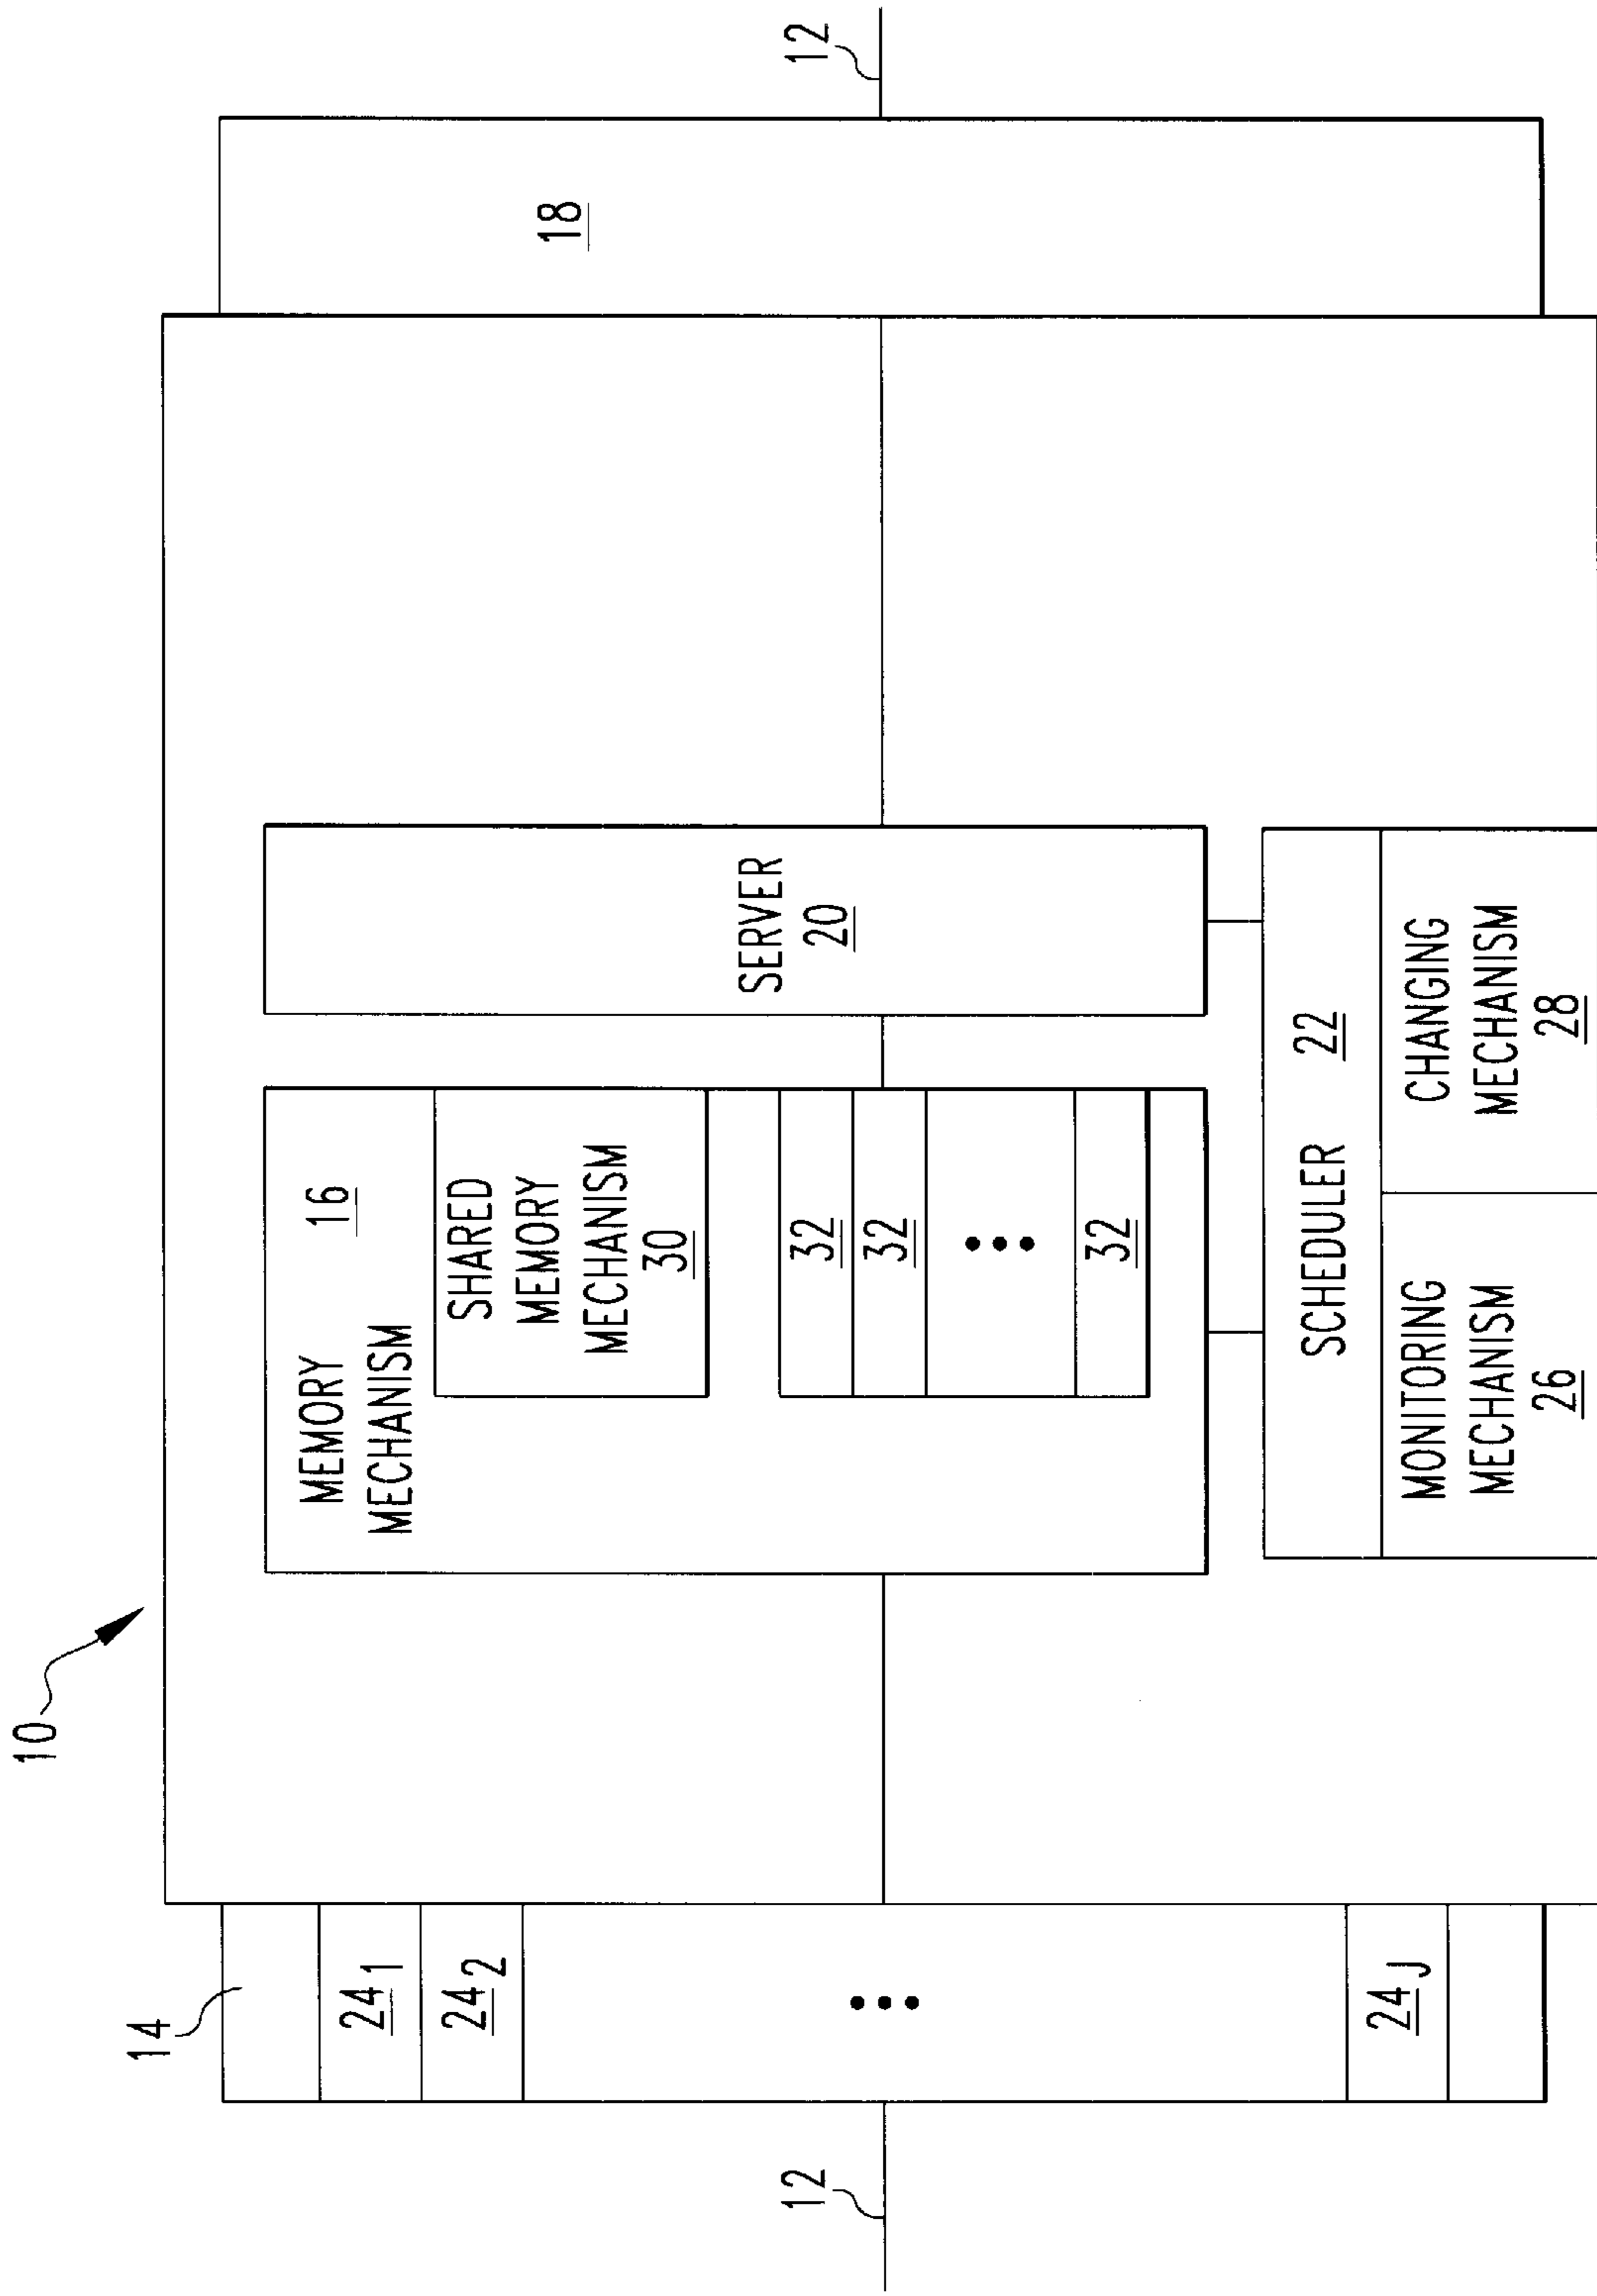 10
14
12
24 1
24 2
24 J
MEMORY
MECHANISM
16
SHARED
MEMORY
MECHANISM
30
32
32
32
SERVER
20
SCHEDULER 22
MONITORING
MECHANISM
26
CHANGING
MECHANISM
28
18
12